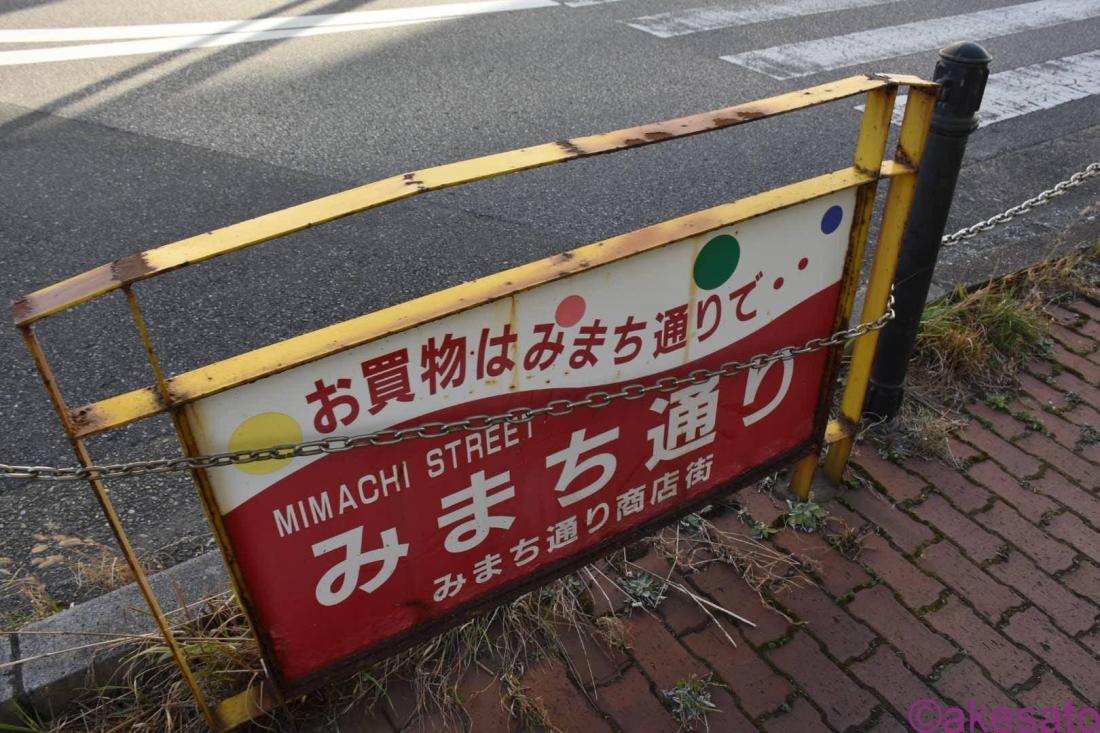 お買物はみまち通りで・・
MIMACHI STREET
みまち通り
みまち通り商店街
©akesato